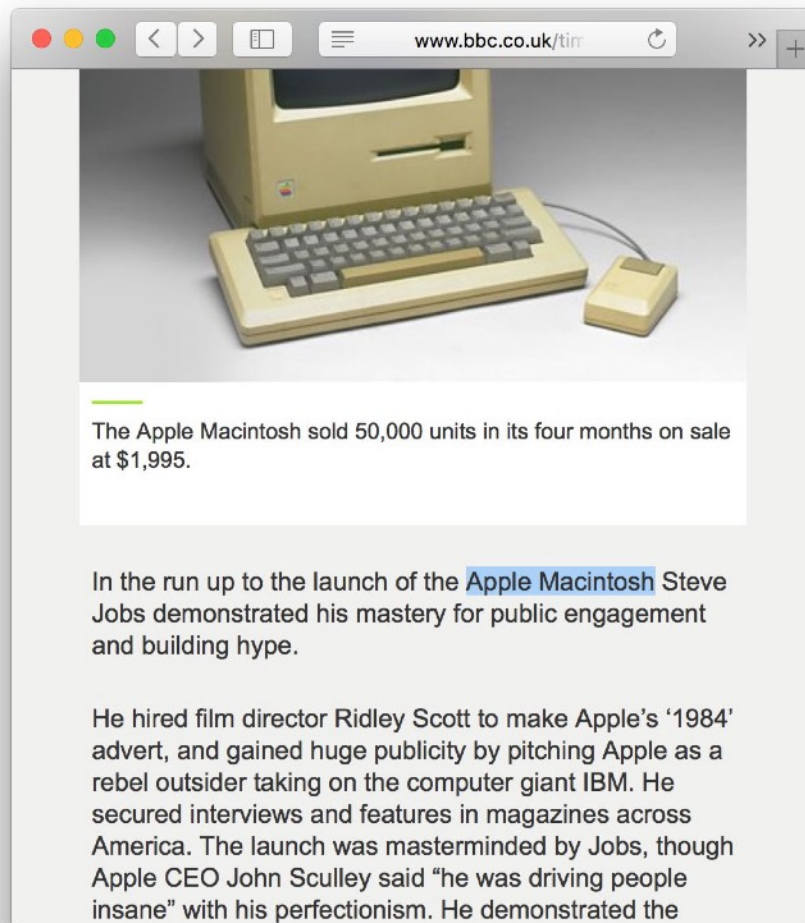 www.bbc.co.uk/tim
The Apple Macintosh sold 50,000 units in its four months on sale
at $1,995.
In the run up to the launch of the Apple Macintosh Steve
Jobs demonstrated his mastery for public engagement
and building hype.
He hired film director Ridley Scott to make Apple’s ‘1984’
advert, and gained huge publicity by pitching Apple as a
rebel outsider taking on the computer giant IBM. He
secured interviews and features in magazines across
America. The launch was masterminded by Jobs, though
Apple CEO John Sculley said “he was driving people
insane” with his perfectionism. He demonstrated the